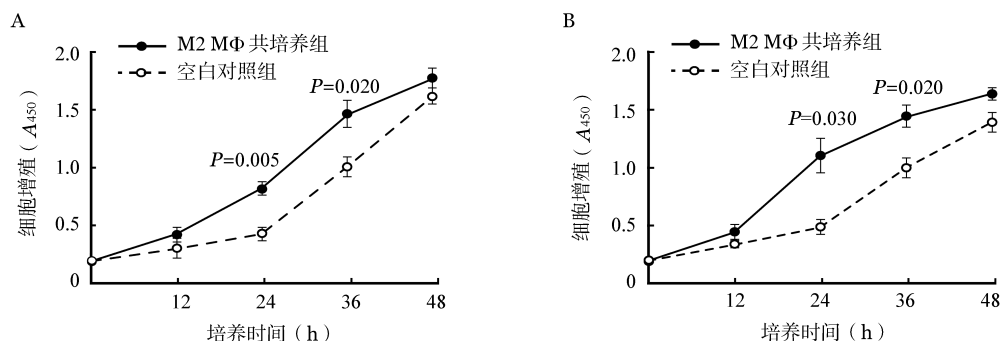 A
M2 MΦ 共培养组
空白对照组
2.0
1.5
1.0
0.5
0
细胞增殖（A450）
P=0.005
P=0.020
12
24
36
48
培养时间（h）
B
M2 MΦ 共培养组
空白对照组
2.0
1.5
1.0
0.5
0
细胞增殖（A450）
P=0.030
P=0.020
12
24
36
48
培养时间（h）